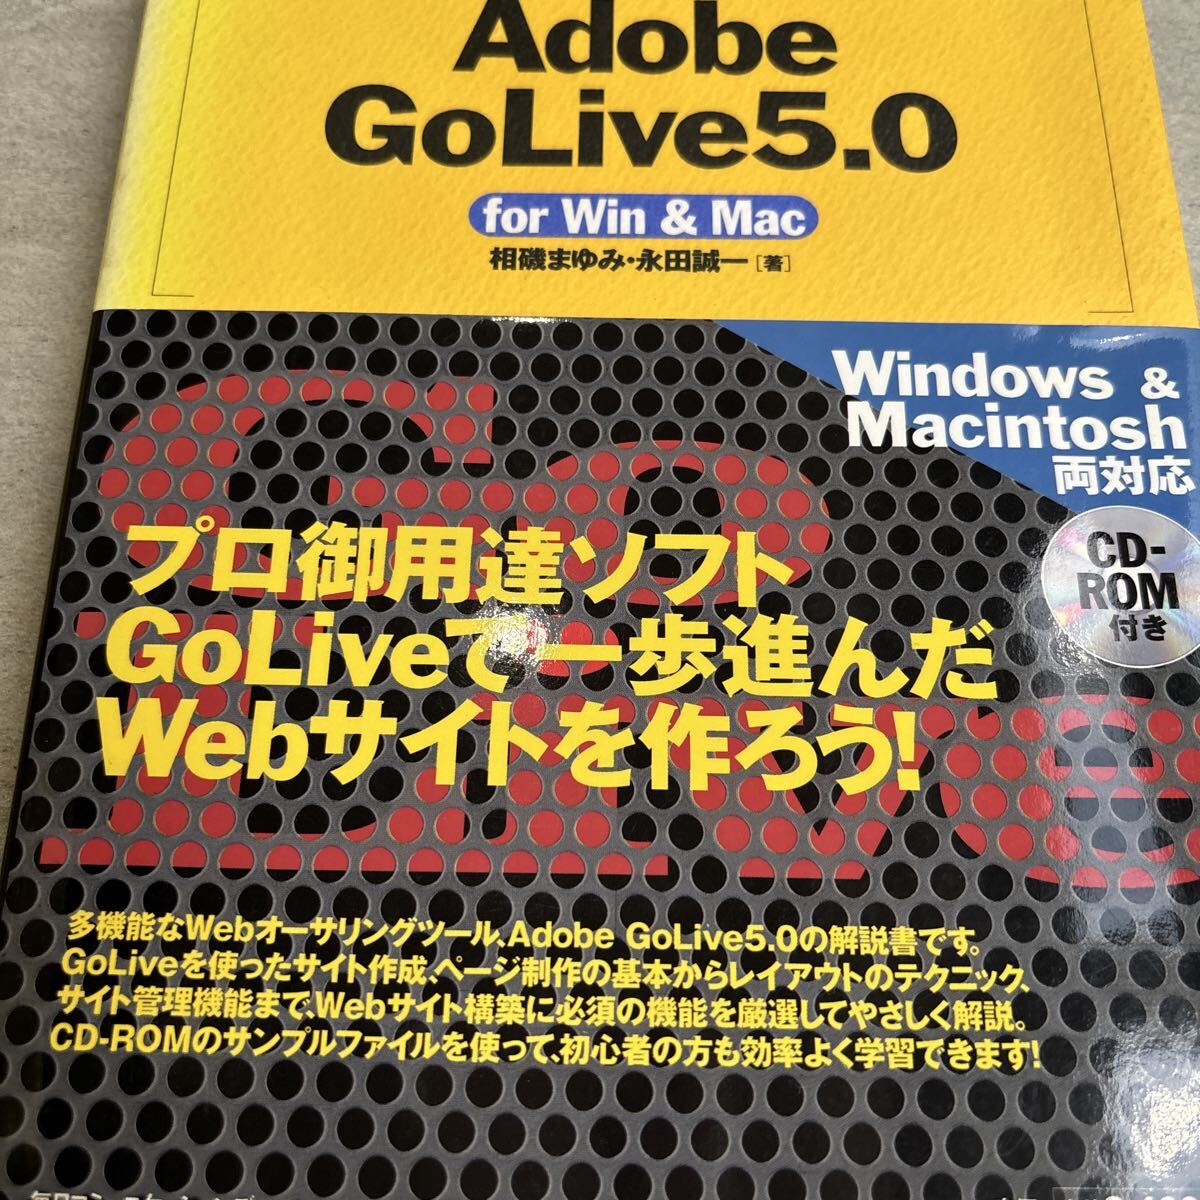 Adobe
GoLive5.0
for Win & Mac
相磯まゆみ・永田誠一［著］
Windows &
Macintosh
両対応
CD-
ROM
付き
プロ御用達ソフト
GoLiveで一歩進んだ
Webサイトを作ろう！
多機能なWebオーサリングツール、Adobe GoLive5.0の解説書です。
GoLiveを使ったサイト作成、ページ制作の基本からレイアウトのテクニック、
サイト管理機能まで、Webサイト構築に必須の機能を厳選してやさしく解説。
CD-ROMのサンプルファイルを使って、初心者の方も効率よく学習できます！